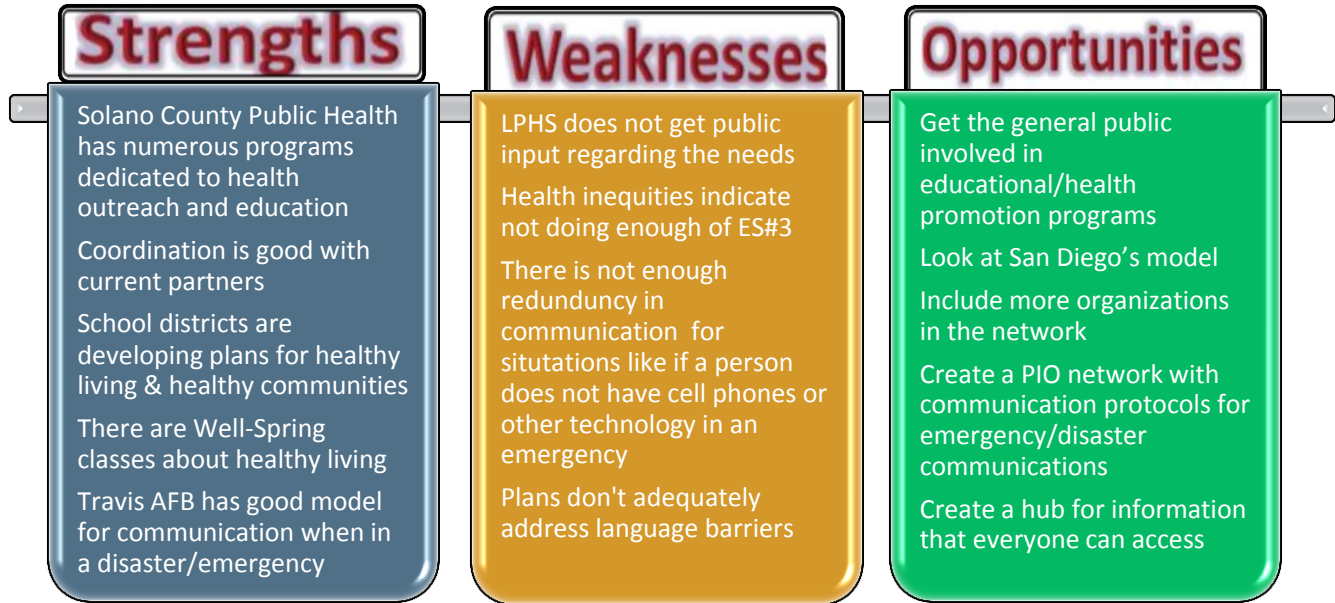 Strengths
Solano County Public Health
has numerous programs
dedicated to health
outreach and education
Coordination is good with
current partners
School districts are
developing plans for healthy
living & healthy communities
There are Well-Spring
classes about healthy living
Travis AFB has good model
for communication when in
a disaster/emergency
Weaknesses
LPHS does not get public
input regarding the needs
Health inequities indicate
not doing enough of ES#3
There is not enough
redunduncy in
communication for
situtations like if a person
does not have cell phones or
other technology in an
emergency
Plans don't adequately
address language barriers
Opportunities
Get the general public
involved in
educational/health
promotion programs
Look at San Diego’s model
Include more organizations
in the network
Create a PIO network with
communication protocols for
emergency/disaster
communications
Create a hub for information
that everyone can access